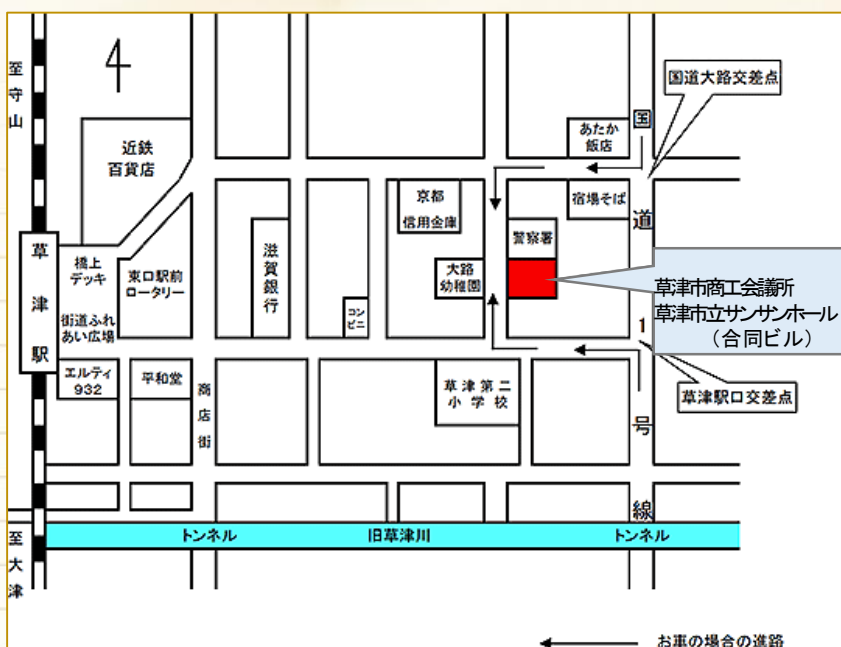 至守山
4
近鉄
百貨店
あたか
飯店
国道大路交差点
京都
信用金庫
宿場そば
警察署
草津駅
橋上
デッキ
街道ふれ
あい広場
東口駅前
ロータリー
滋賀銀行
コンビニ
大路
幼稚園
草津市商工会議所
草津市立サンサンホール
（合同ビル）
国道1号線
エルティ
932
平和堂
商店街
草津第二
小学校
草津駅口交差点
至大津
トンネル
旧草津川
トンネル
お車の場合の進路